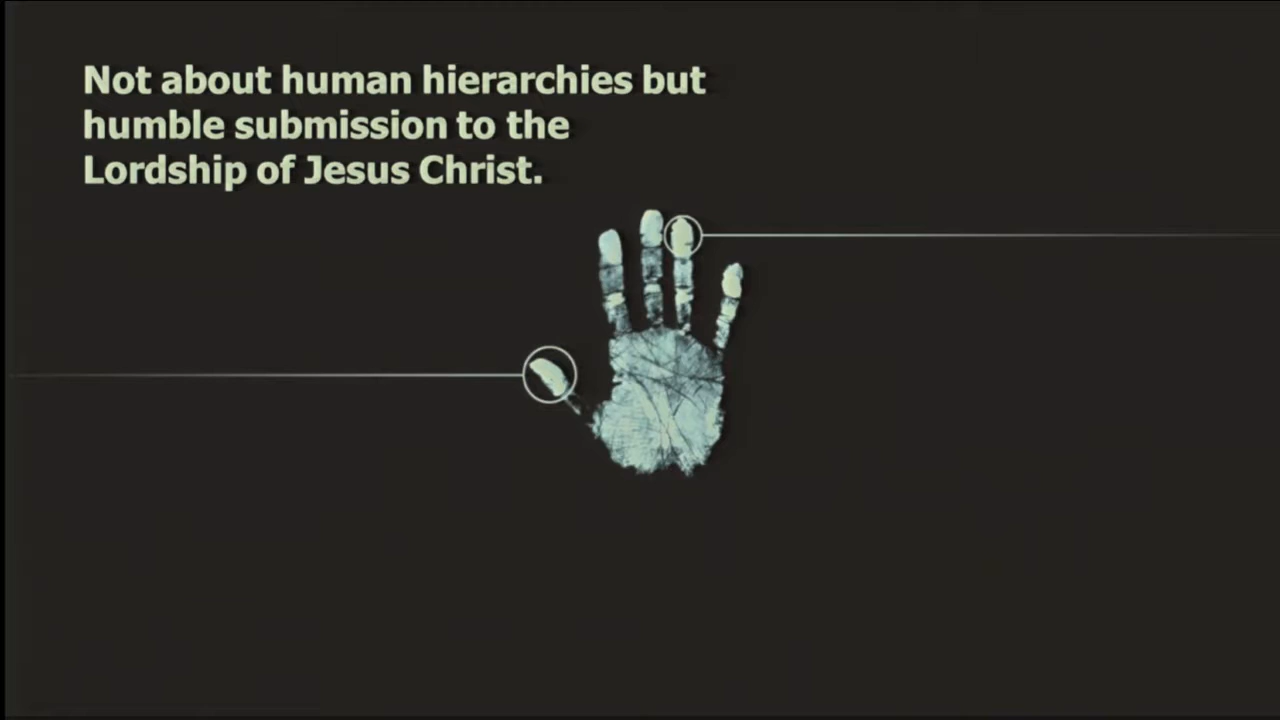 Not about human hierarchies but
humble submission to the
Lordship of Jesus Christ.